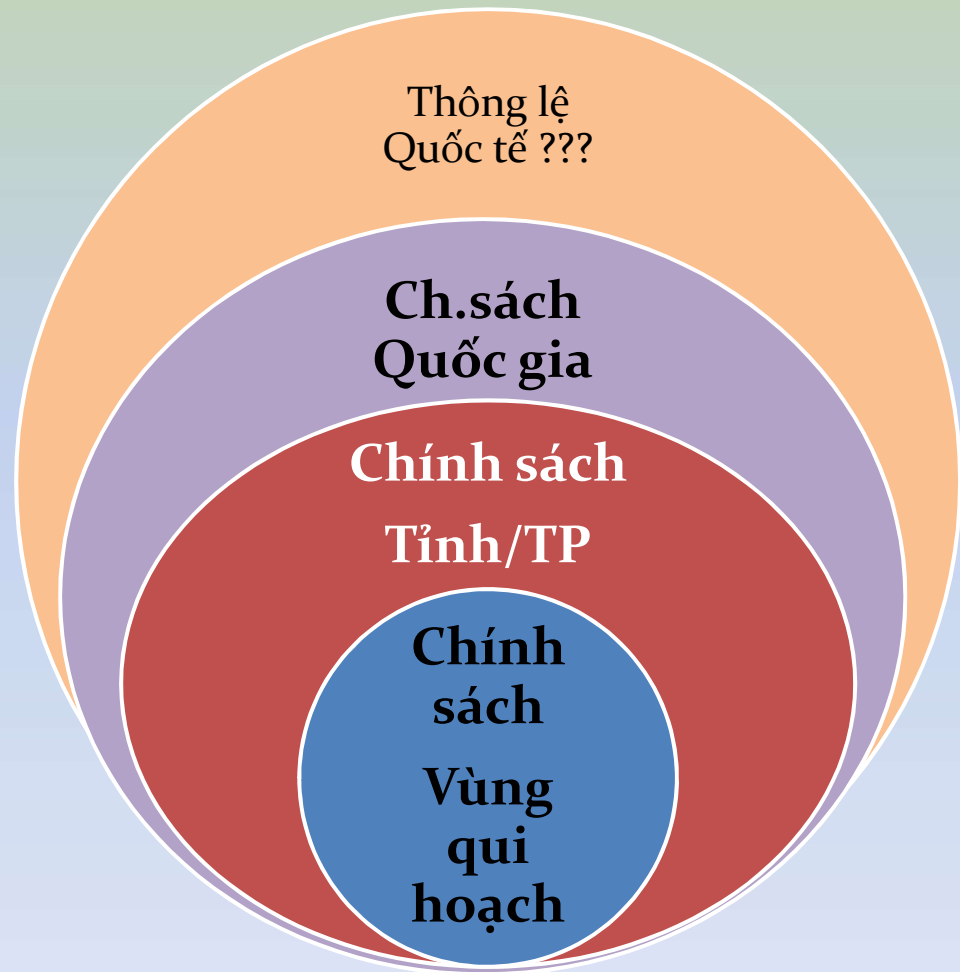 Thông lệ
Quốc tế ???
Ch.sách
Quốc gia
Chính sách
Tỉnh/TP
Chính
sách
Vùng
qui
hoạch